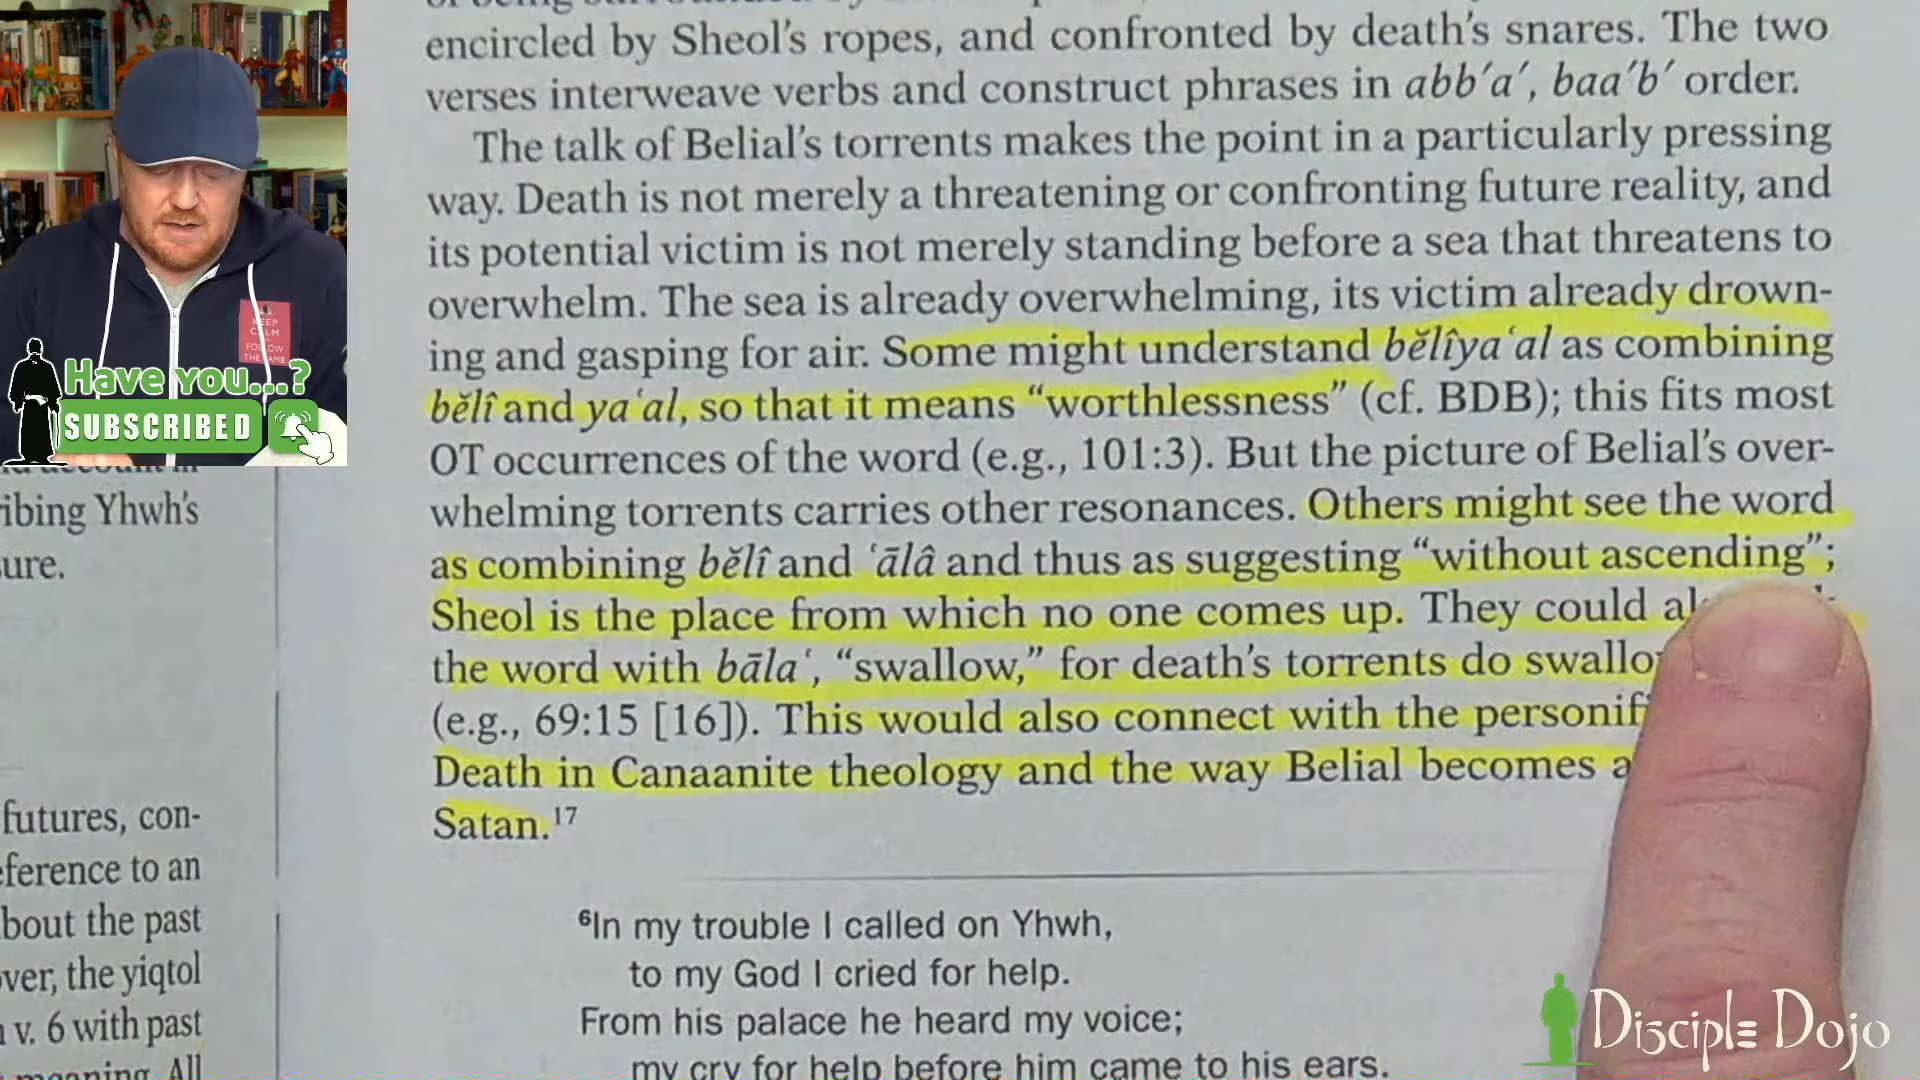 encircled by Sheol’s ropes, and confronted by death’s snares. The two
verses interweave verbs and construct phrases in abb′a′, baa′b′ order.
The talk of Belial’s torrents makes the point in a particularly pressing
way. Death is not merely a threatening or confronting future reality, and
its potential victim is not merely standing before a sea that threatens to
overwhelm. The sea is already overwhelming, its victim already drown-
ing and gasping for air. Some might understand bĕlîyaʿal as combining
bĕlî and yaʿal, so that it means “worthlessness” (cf. BDB); this fits most
OT occurrences of the word (e.g., 101:3). But the picture of Belial’s over-
whelming torrents carries other resonances. Others might see the word
as combining bĕlî and ʿālâ and thus as suggesting “without ascending”;
Sheol is the place from which no one comes up. They could
the word with bālaʿ, “swallow,” for death’s torrents do
(e.g., 69:15 [16]). This would also connect with the
Death in Canaanite theology and the way Belial becomes
Satan.17
6In my trouble I called on Yhwh,
to my God I cried for help.
From his palace he heard my voice;
my cry for help before him came to his ears.
ribing Yhwh’s
ure.
futures, con-
ference to an
bout the past
ver, the yiqtol
v. 6 with past
meaning. All
KEEP
CALM
AND
FOLLOW
THE LAMB
Have you...?
SUBSCRIBED
Disciple Dojo